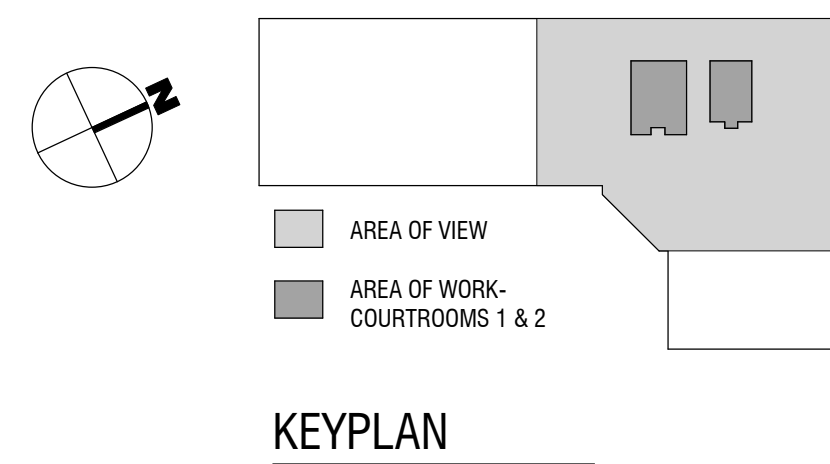 N
AREA OF VIEW
AREA OF WORK-
COURTROOMS 1 & 2
KEYPLAN